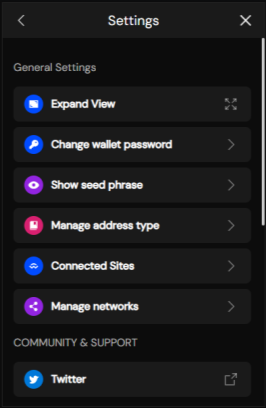 Settings
General Settings
Expand View
Change wallet password
Show seed phrase
Manage address type
Connected Sites
Manage networks
COMMUNITY & SUPPORT
Twitter